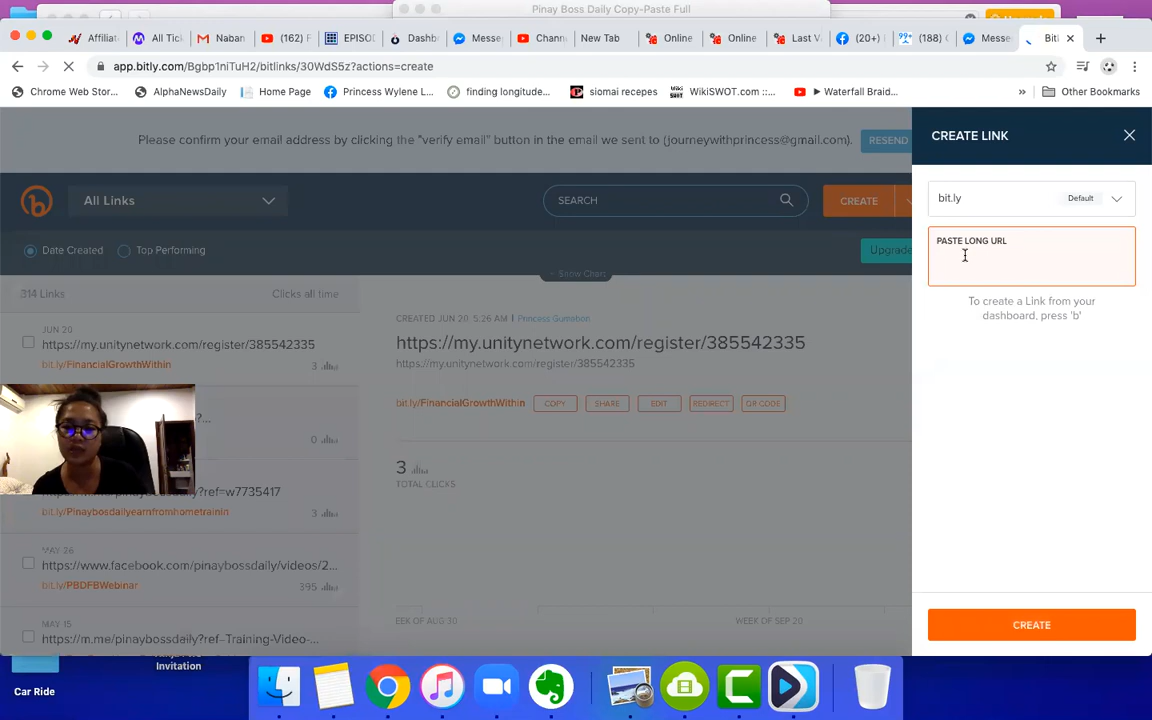 Pinay Boss Daily Copy-Paste Full
Affiliat
All Tick
Naban
(162) F
EPISOD
Dashb
Messe
Chann
New Tab
Online
Online
Last V
(20+)
(188)
Messe
Bitl
app.bitly.com/Bgbp1niTuH2/bitlinks/30WdS5z?actions=create
Chrome Web Stor...
AlphaNewsDaily
Home Page
Princess Wylene L...
finding longitude...
siomai recepes
WikiSWOT.com ::...
► Waterfall Braid...
»
Other Bookmarks
Please confirm your email address by clicking the "verify email" button in the email we sent to (journeywithprincess@gmail.com).
RESEND
CREATE LINK
All Links
SEARCH
CREATE
bit.ly
Default
Date Created
Top Performing
Upgrade
PASTE LONG URL
Show Chart
314 Links
Clicks all time
To create a Link from your
dashboard, press 'b'
JUN 20
https://my.unitynetwork.com/register/385542335
bit.ly/FinancialGrowthWithin
3
CREATED JUN 20, 5:26 AM | Princess Gumebon
https://my.unitynetwork.com/register/385542335
https://my.unitynetwork.com/register/385542335
bit.ly/FinancialGrowthWithin
COPY
SHARE
EDIT
REDIRECT
QR CODE
?...
0
3
TOTAL CLICKS
?ref=w7735417
bit.ly/Pinaybosdailyearnfromhometrainin
3
MAY 26
https://www.facebook.com/pinaybossdaily/videos/2...
bit.ly/PBDFBWebinar
395
MAY 15
https://m.me/pinaybossdaily?ref=Training-Video-...
EEK OF AUG 30
WEEK OF SEP 20
CREATE
Invitation
Car Ride